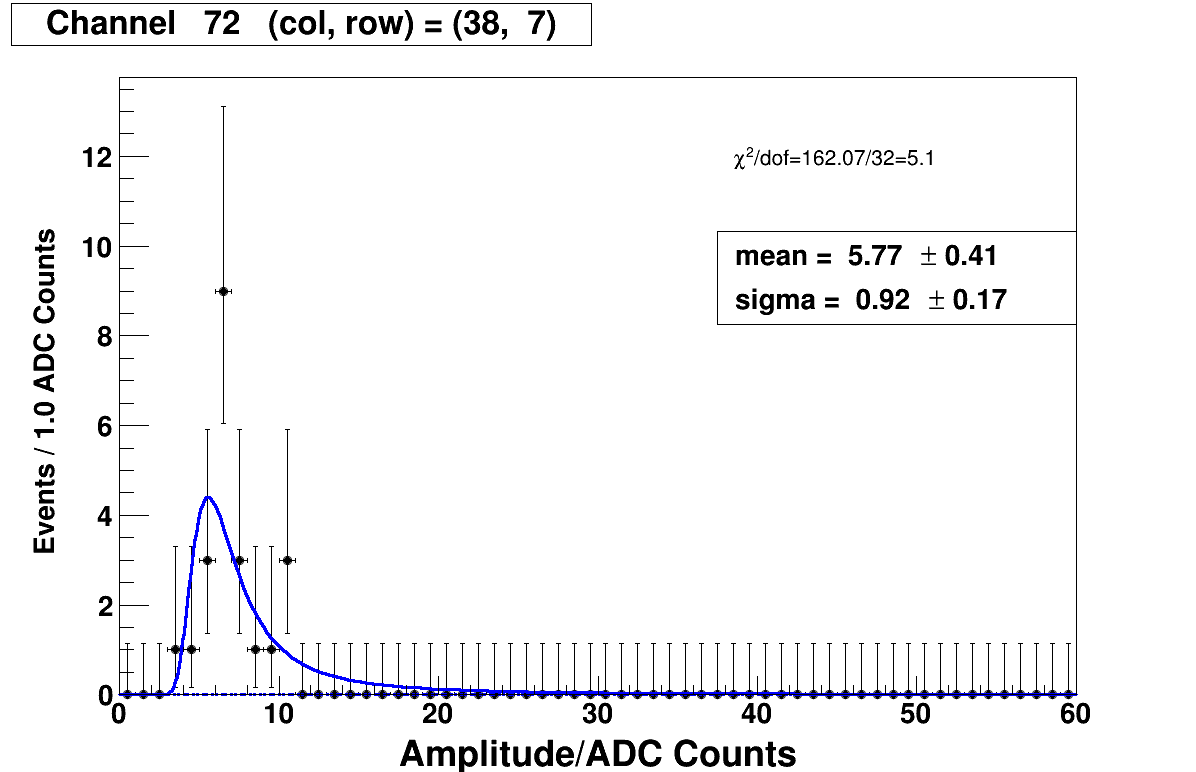 Channel 72 (col, row) = (38, 7)
χ²/dof=162.07/32=5.1
mean = 5.77 ± 0.41
sigma = 0.92 ± 0.17
Events / 1.0 ADC Counts
12
10
8
6
4
2
0
0 10 20 30 40 50 60
Amplitude/ADC Counts